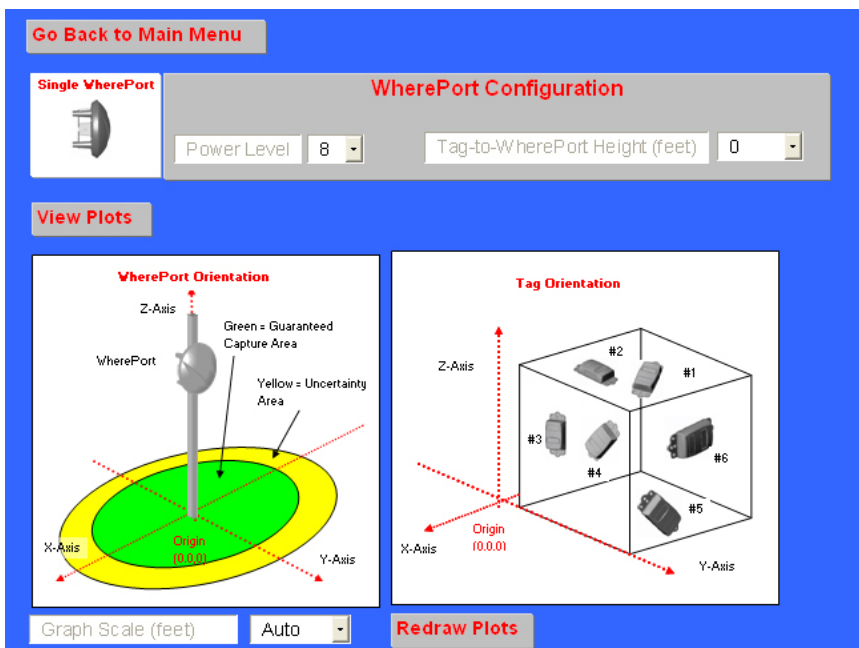 Go Back to Main Menu
Single WherePort
WherePort Configuration
Power Level
8
Tag-to-WherePort Height (feet)
0
View Plots
WherePort Orientation
Z-Axis
Green = Guaranteed
Capture Area
WherePort
Yellow = Uncertainty
Area
X-Axis
Origin
(0,0,0)
Y-Axis
Tag Orientation
Z-Axis
#2
#1
#3
#4
#6
#5
Origin
(0,0,0)
X-Axis
Y-Axis
Graph Scale (feet)
Auto
Redraw Plots